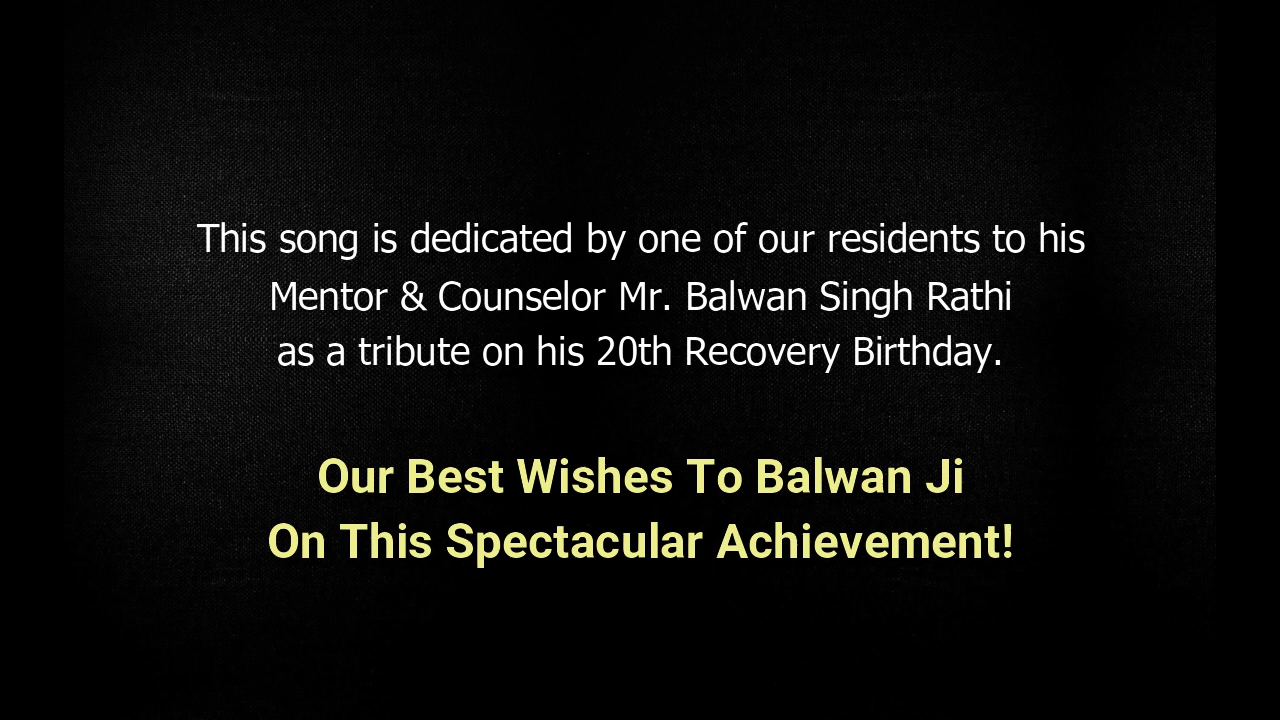 This song is dedicated by one of our residents to his
Mentor & Counselor Mr. Balwan Singh Rathi
as a tribute on his 20th Recovery Birthday.
Our Best Wishes To Balwan Ji
On This Spectacular Achievement!